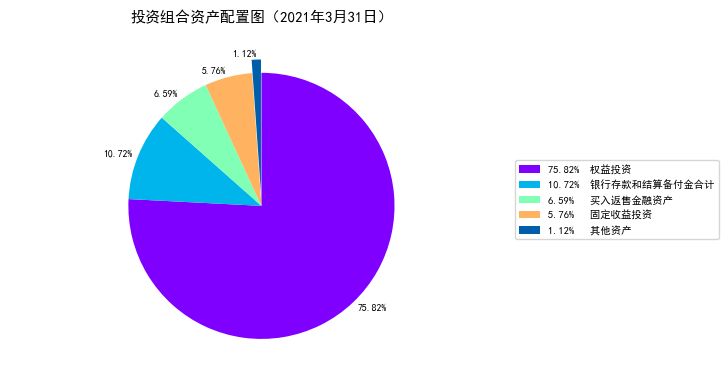 投资组合资产配置图（2021年3月31日）
1.12%
5.76%
6.59%
10.72%
75.82%
75.82% 权益投资
10.72% 银行存款和结算备付金合计
6.59% 买入返售金融资产
5.76% 固定收益投资
1.12% 其他资产